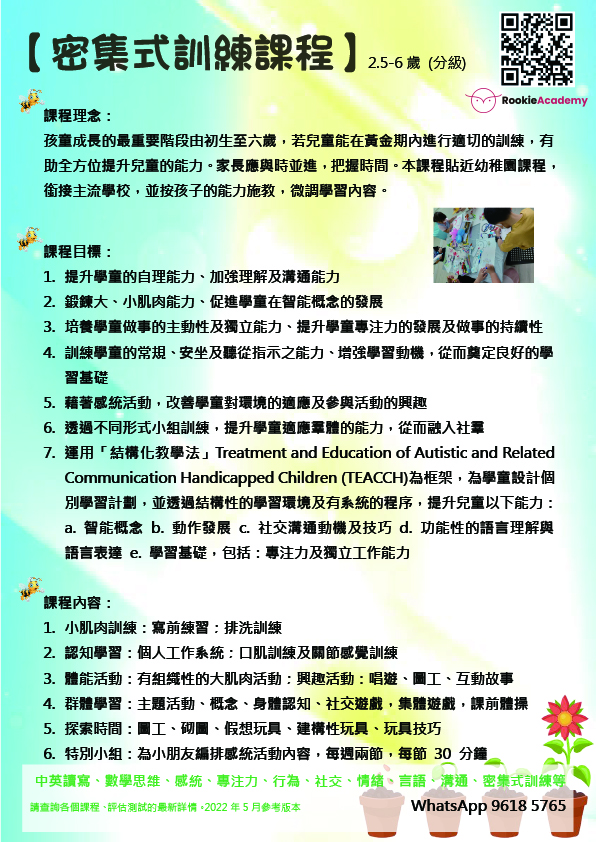 【密集式訓練課程】2.5-6 歲 (分級)
RookieAcademy
課程理念：
孩童成長的最重要階段由初生至六歲，若兒童能在黃金期內進行適切的訓練，有
助全方位提升兒童的能力。家長應與時並進，把握時間。本課程貼近幼稚園課程，
銜接主流學校，並按孩子的能力施教，微調學習內容。
課程目標：
1. 提升學童的自理能力、加強理解及溝通能力
2. 鍛鍊大、小肌肉能力、促進學童在智能概念的發展
3. 培養學童做事的主動性及獨立能力、提升學童專注力的發展及做事的持續性
4. 訓練學童的常規、安坐及聽從指示之能力、增強學習動機，從而奠定良好的學
習基礎
5. 藉著感統活動，改善學童對環境的適應及參與活動的興趣
6. 透過不同形式小組訓練，提升學童適應羣體的能力，從而融入社羣
7. 運用「結構化教學法」Treatment and Education of Autistic and Related
Communication Handicapped Children (TEACCH)為框架，為學童設計個
別學習計劃，並透過結構性的學習環境及有系統的程序，提升兒童以下能力：
a. 智能概念 b. 動作發展 c. 社交溝通動機及技巧 d. 功能性的語言理解與
語言表達 e. 學習基礎，包括：專注力及獨立工作能力
課程內容：
1. 小肌肉訓練：寫前練習：排洗訓練
2. 認知學習：個人工作系統：口肌訓練及關節感覺訓練
3. 體能活動：有組織性的大肌肉活動：興趣活動：唱遊、圖工、互動故事
4. 群體學習：主題活動、概念、身體認知、社交遊戲，集體遊戲，課前體操
5. 探索時間：圖工、砌圖、假想玩具、建構性玩具、玩具技巧
6. 特別小組：為小朋友編排感統活動內容，每週兩節，每節 30 分鐘
中英讀寫、數學思維、感統、專注力、行為、社交、情緒、言語、溝通、密集式訓練等
請查詢各個課程、評估測試的最新詳情。2022 年 5 月參考版本
WhatsApp 9618 5765